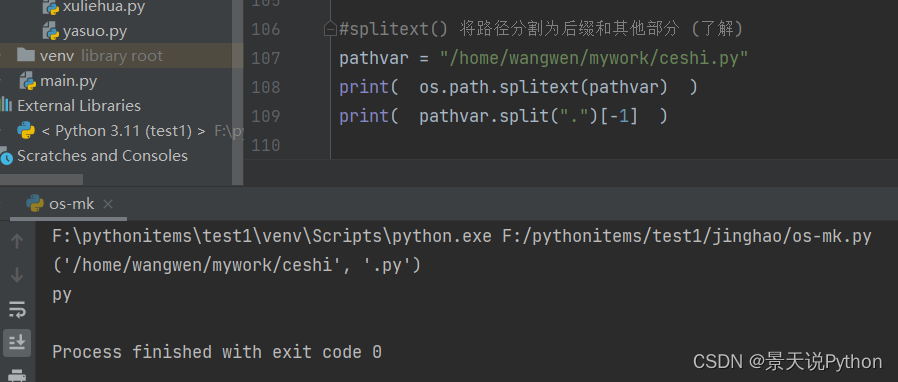 xuliehua.py
yasuo.py
venv library root
main.py
External Libraries
< Python 3.11 (test1) > F:\py
Scratches and Consoles
106 #splitext() 将路径分割为后缀和其他部分 (了解)
107 pathvar = "/home/wangwen/mywork/ceshi.py"
108 print( os.path.splitext(pathvar) )
109 print( pathvar.split(".")[-1] )
110
os-mk
F:\pythonitems\test1\venv\Scripts\python.exe F:/pythonitems/test1/jinghao/os-mk.py
('/home/wangwen/mywork/ceshi', '.py')
py
Process finished with exit code 0
CSDN @景天说Python